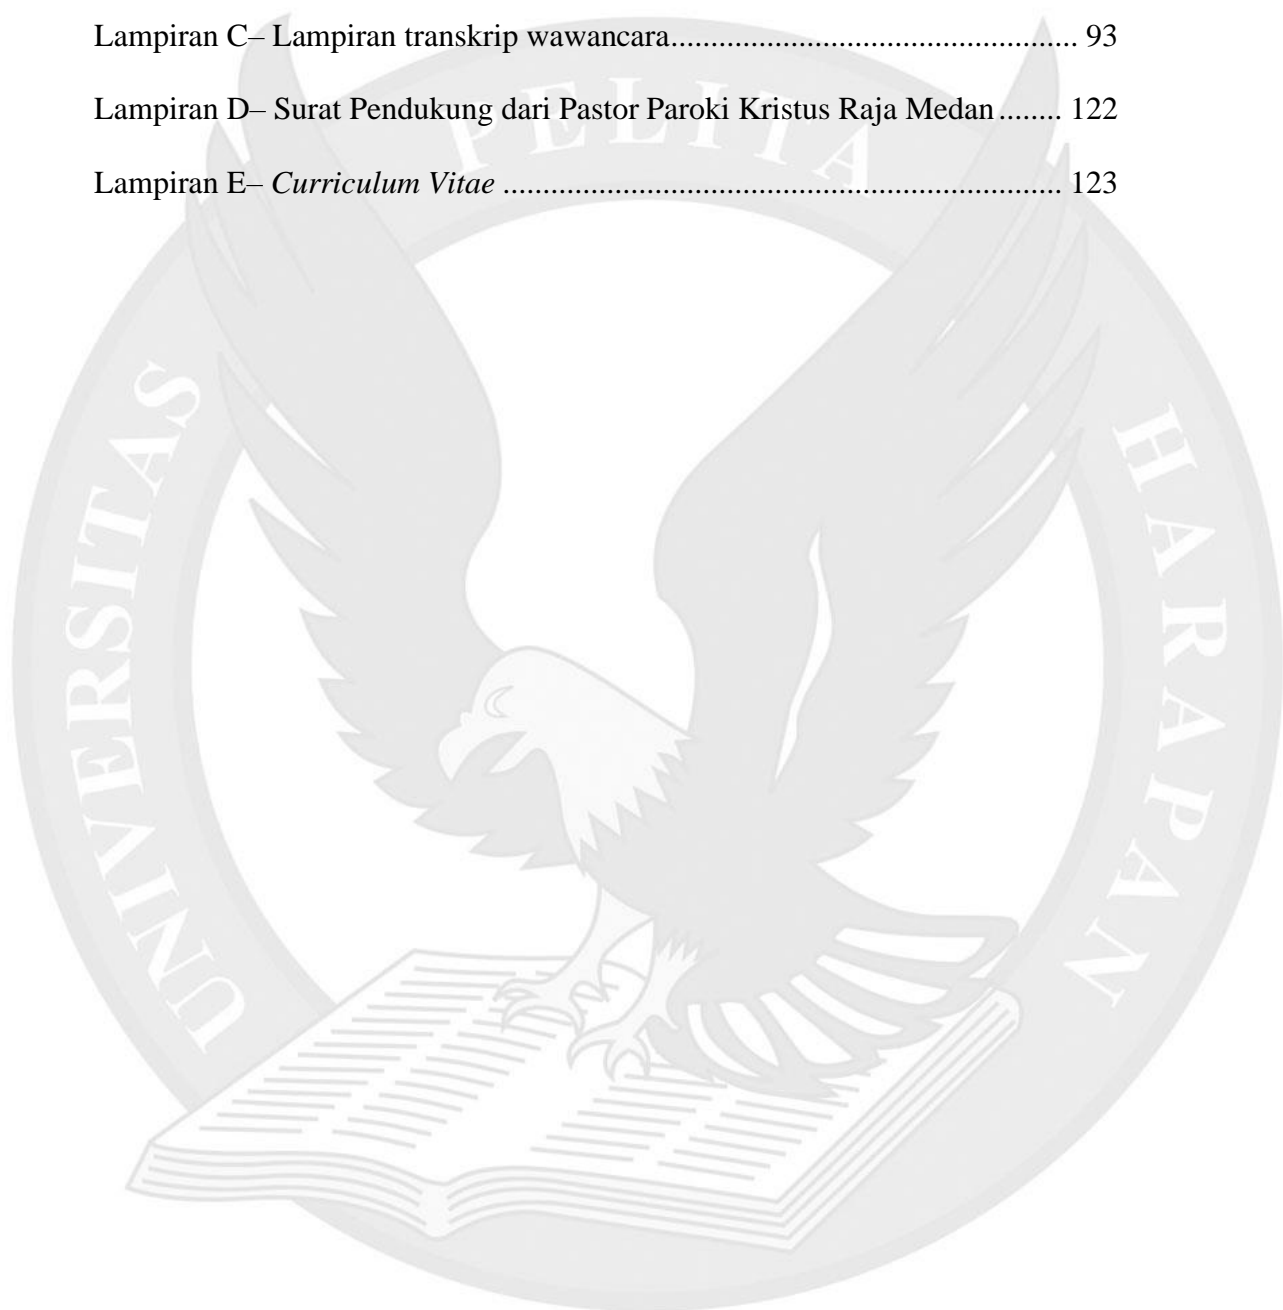 Lampiran C– Lampiran transkrip wawancara.................................................... 93
Lampiran D– Surat Pendukung dari Pastor Paroki Kristus Raja Medan ........ 122
Lampiran E– Curriculum Vitae ....................................................................... 123
UNIVERSITAS PELITA HARAPAN